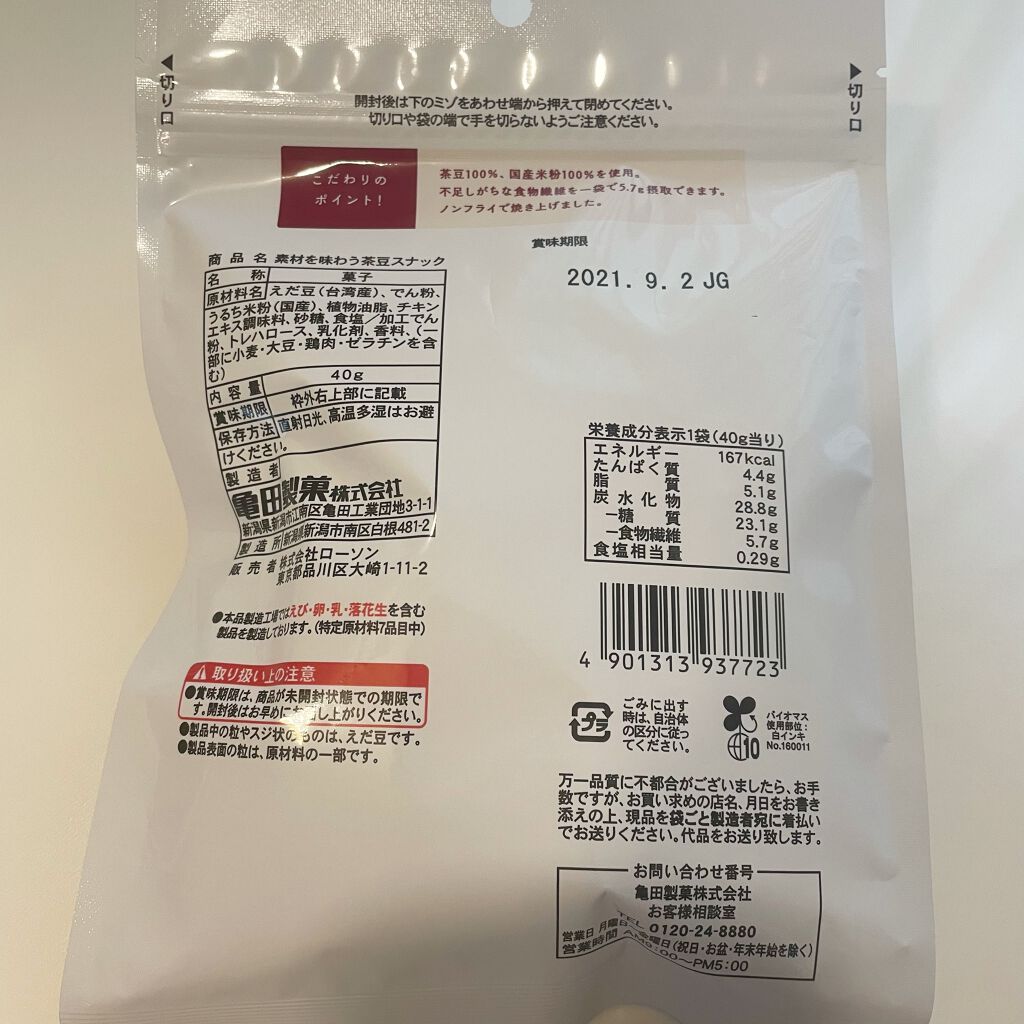 ◀切り口
▶切り口
開封後は下のミゾをあわせ端から押えて閉めてください。
切り口や袋の端で手を切らないようご注意ください。
こだわりの
ポイント!
茶豆100%、国産米粉100%を使用。
不足しがちな食物繊維を一袋で5.7g摂取できます。
ノンフライで焼き上げました。
賞味期限
2021. 9. 2 JG
商品名 素材を味わう茶豆スナック
名称 菓子
原材料名 えだ豆(台湾産)、でん粉、
うるち米粉(国産)、植物油脂、チキン
エキス調味料、砂糖、食塩/加工でん
粉、トレハロース、乳化剤、香料、(一
部に小麦・大豆・鶏肉・ゼラチンを含
む)
内容量 40g
賞味期限 枠外右上部に記載
保存方法 直射日光、高温多湿はお避
けください。
製造者
亀田製菓株式会社
新潟県新潟市江南区亀田工業団地3-1-1
製造所 新潟県新潟市南区白根481-2
販売者 株式会社ローソン
東京都品川区大崎1-11-2
●本品製造工場ではえび・卵・乳・落花生を含む
製品を製造しております。(特定原材料7品目中)
取り扱い上の注意
●賞味期限は、商品が未開封状態での期限で
す。開封後はお早めにお召し上がりください。
●製品中の粒やスジ状のものは、えだ豆です。
●製品表面の粒は、原材料の一部です。
栄養成分表示1袋(40g当り)
エネルギー 167kcal
たんぱく質 4.4g
脂質 5.1g
炭水化物 28.8g
−糖質 23.1g
−食物繊維 5.7g
食塩相当量 0.29g
4 901313 937723
プラ
ごみに出す
時は、自治体
の区分に従っ
てください。
10
バイオマス
使用部位:
白インキ
No.160011
万一品質に不都合がございましたら、お手
数ですが、お買い求めの店名、月日をお書き
添えの上、現品を袋ごと製造者宛に着払い
でお送りください。代品をお送り致します。
お問い合わせ番号
亀田製菓株式会社
お客様相談室
TEL 0120-24-8880
営業日 月曜日〜金曜日(祝日・お盆・年末年始を除く)
営業時間 AM9:00〜PM5:00